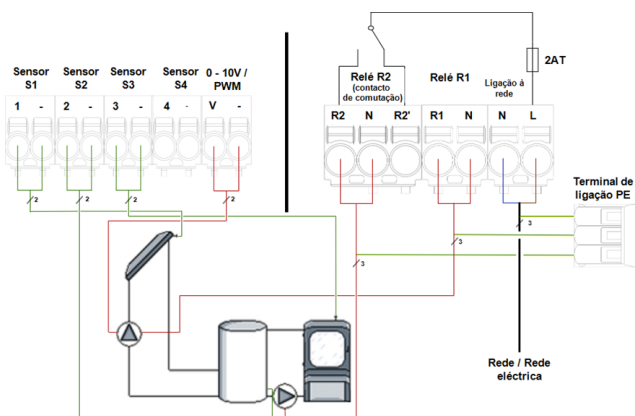 Sensor S1
Sensor S2
Sensor S3
Sensor S4
0 - 10V / PWM
1 - 2 - 3 - 4 - V -
2
2
2
2
Relé R2
(contacto
de comutação)
Relé R1
Ligação á
rede
2AT
R2 N R2' R1 N N L
Terminal de
ligação PE
3
3
3
Rede / Rede
eléctrica